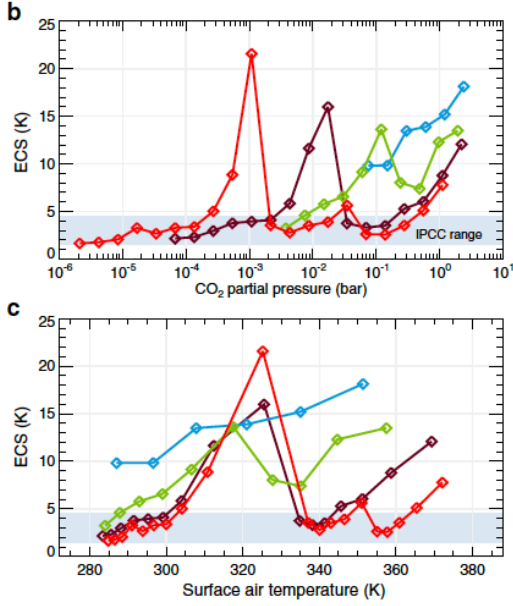 b
25
20
15
10
5
0
ECS (K)
IPCC range
10-6 10-5 10-4 10-3 10-2 10-1 100
CO2 partial pressure (bar)
c
25
20
15
10
5
0
ECS (K)
280 300 320 340 360 380
Surface air temperature (K)